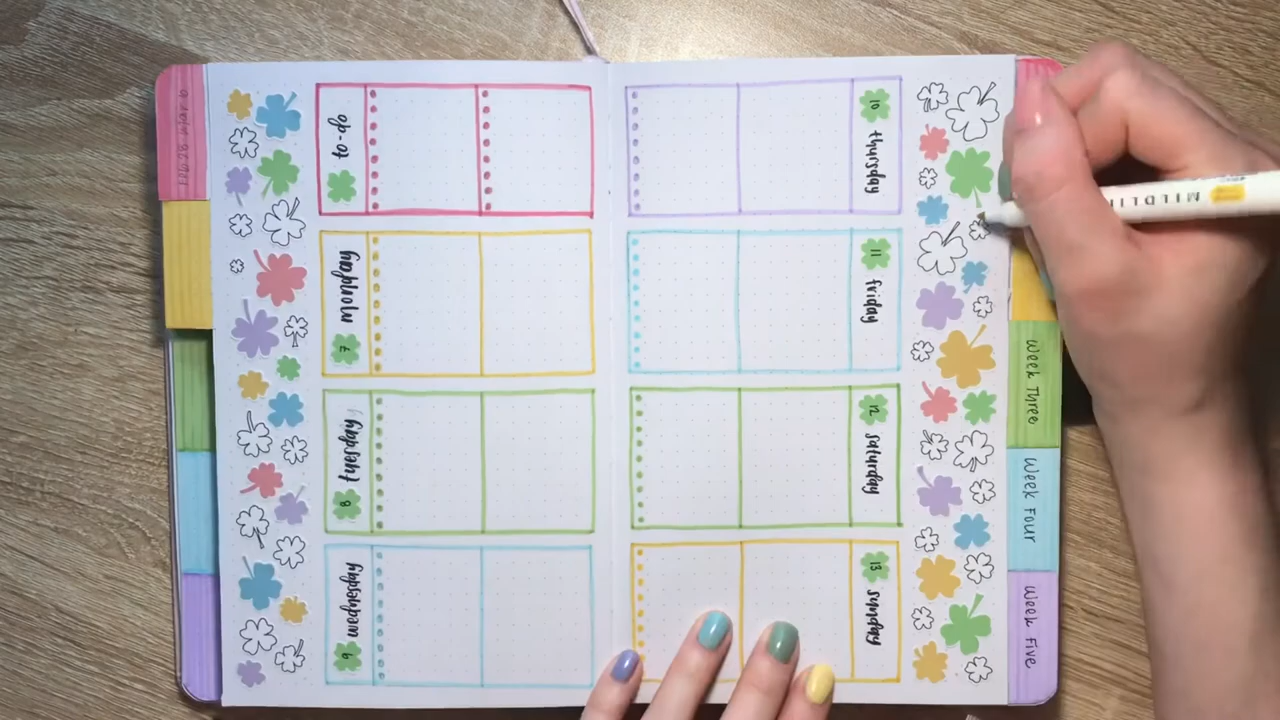 to-do
monday
7
tuesday
8
wednesday
9
10
thursday
11
friday
12
saturday
13
sunday
Week Three
Week Four
Week Five
MILDLI